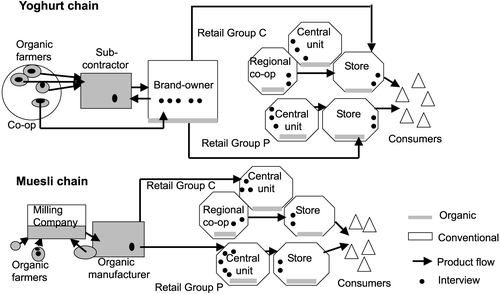 Yoghurt chain
Organic
farmers
Sub-
contractor
Co-op
Brand-owner
Retail Group C
Central
unit
Regional
co-op
Store
Central
unit
Store
Retail Group P
Consumers
Muesli chain
Milling
Company
Organic
farmers
Organic
manufacturer
Retail Group C
Central
unit
Regional
co-op
Store
Retail Group P
Central
unit
Store
Consumers
Organic
Conventional
Product flow
Interview